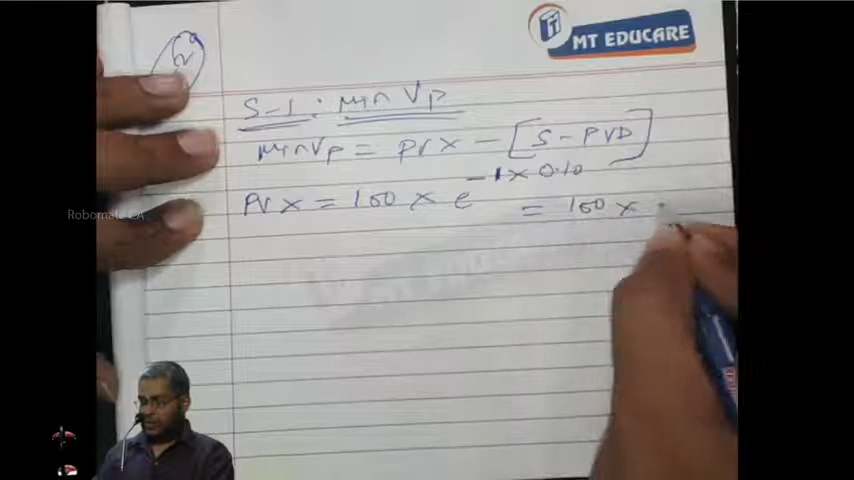 MT EDUCARE
S-1 : Min Vp
Min Vp = PV X - [S - PVD]
PV X = 100 x e -1 x 0.10 = 100 x
Robomate CA